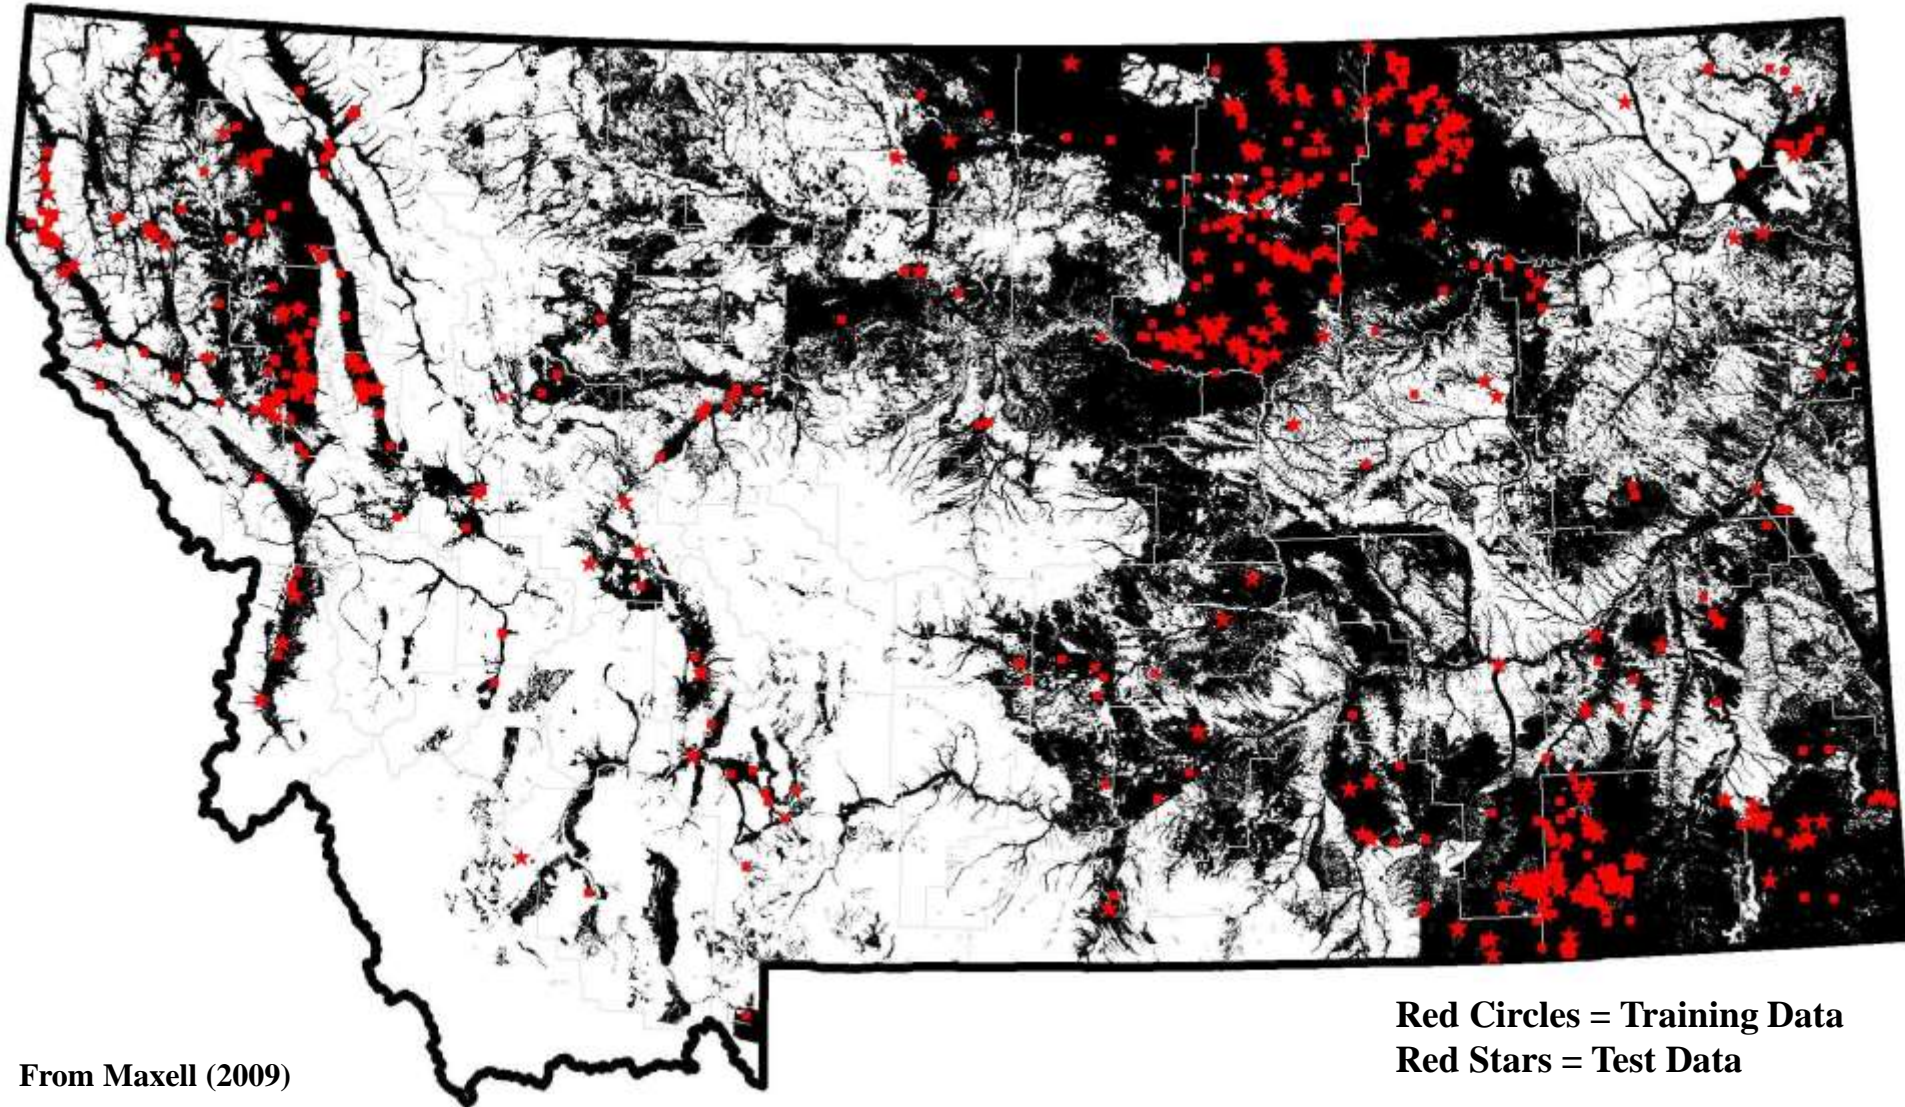 Red Circles = Training Data
Red Stars = Test Data
From Maxell (2009)